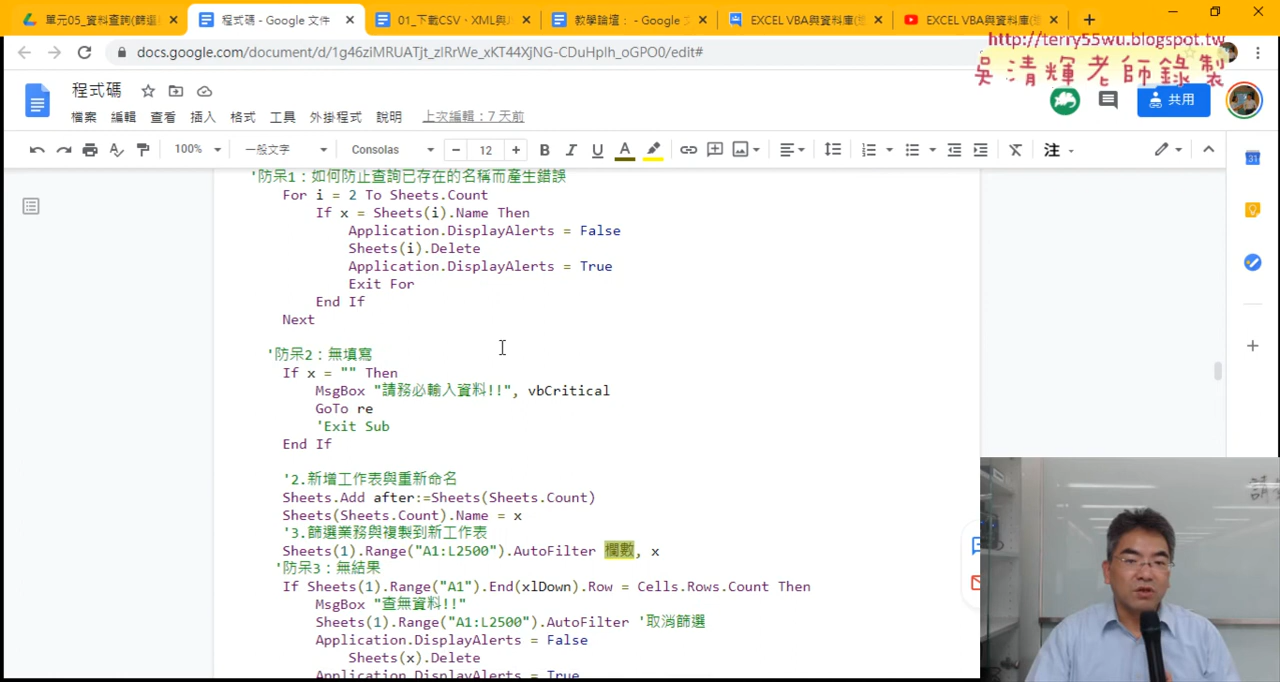 單元05_資料查詢(篩選
程式碼 - Google 文件
01_下載CSV、XML與J
教學論壇： - Google 文
EXCEL VBA與資料庫(
EXCEL VBA與資料庫(
docs.google.com/document/d/1g46ziMRUATjt_zlRrWe_xKT44XjNG-CDuHplh_oGPO0/edit#
http://terry55wu.blogspot.tw
吳清輝老師錄製
程式碼
檔案 編輯 查看 插入 格式 工具 外掛程式 說明 上次編輯：7 天前
共用
100% 一般文字 Consolas − 12 + B I U A 注
31
'防呆1：如何防止查詢已存在的名稱而產生錯誤
For i = 2 To Sheets.Count
If x = Sheets(i).Name Then
Application.DisplayAlerts = False
Sheets(i).Delete
Application.DisplayAlerts = True
Exit For
End If
Next
'防呆2：無填寫
If x = "" Then
MsgBox "請務必輸入資料!!", vbCritical
GoTo re
'Exit Sub
End If
'2.新增工作表與重新命名
Sheets.Add after:=Sheets(Sheets.Count)
Sheets(Sheets.Count).Name = x
'3.篩選業務與複製到新工作表
Sheets(1).Range("A1:L2500").AutoFilter 欄數, x
'防呆3：無結果
If Sheets(1).Range("A1").End(xlDown).Row = Cells.Rows.Count Then
MsgBox "查無資料!!"
Sheets(1).Range("A1:L2500").AutoFilter '取消篩選
Application.DisplayAlerts = False
Sheets(x).Delete
Application.DisplayAlerts = True